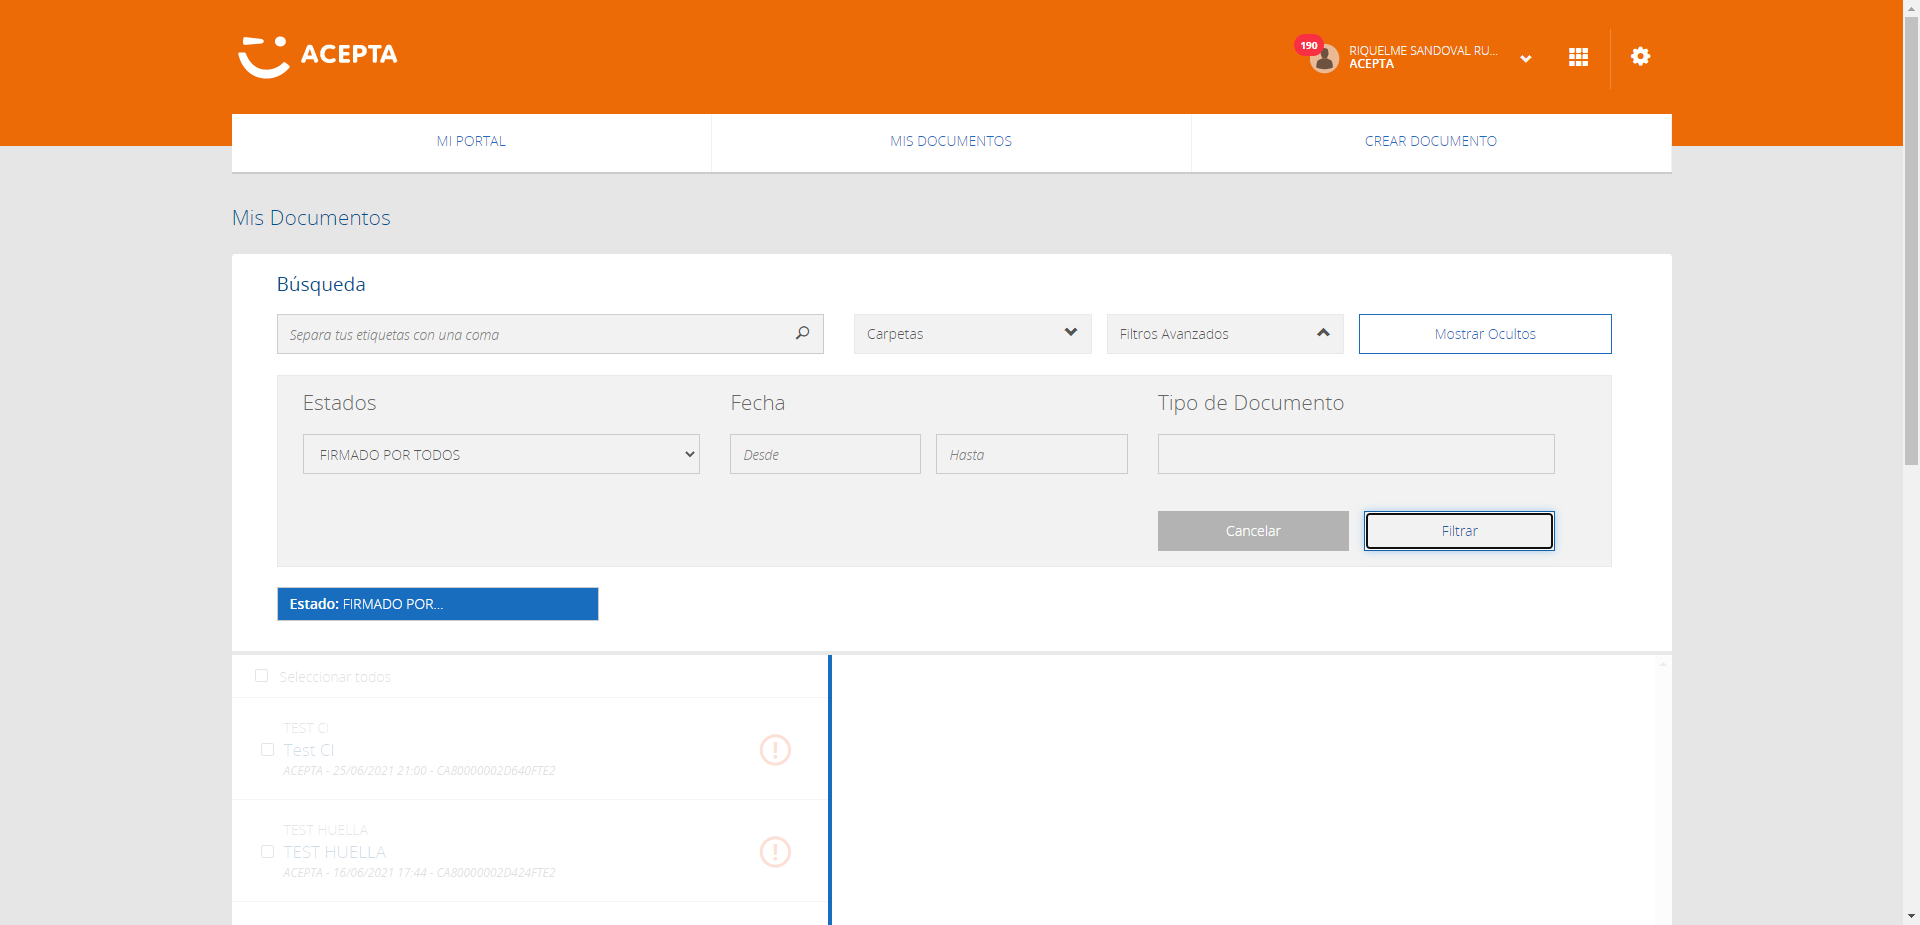 ACEPTA
190
RIQUELME SANDOVAL RU...
ACEPTA
MI PORTAL
MIS DOCUMENTOS
CREAR DOCUMENTO
Mis Documentos
Búsqueda
Separa tus etiquetas con una coma
Carpetas
Filtros Avanzados
Mostrar Ocultos
Estados
Fecha
Tipo de Documento
FIRMADO POR TODOS
Desde
Hasta
Cancelar
Filtrar
Estado: FIRMADO POR...
Seleccionar todos
TEST CI
Test CI
ACEPTA - 25/06/2021 21:00 - CA80000002D640FTE2
TEST HUELLA
TEST HUELLA
ACEPTA - 16/06/2021 17:44 - CA80000002D424FTE2